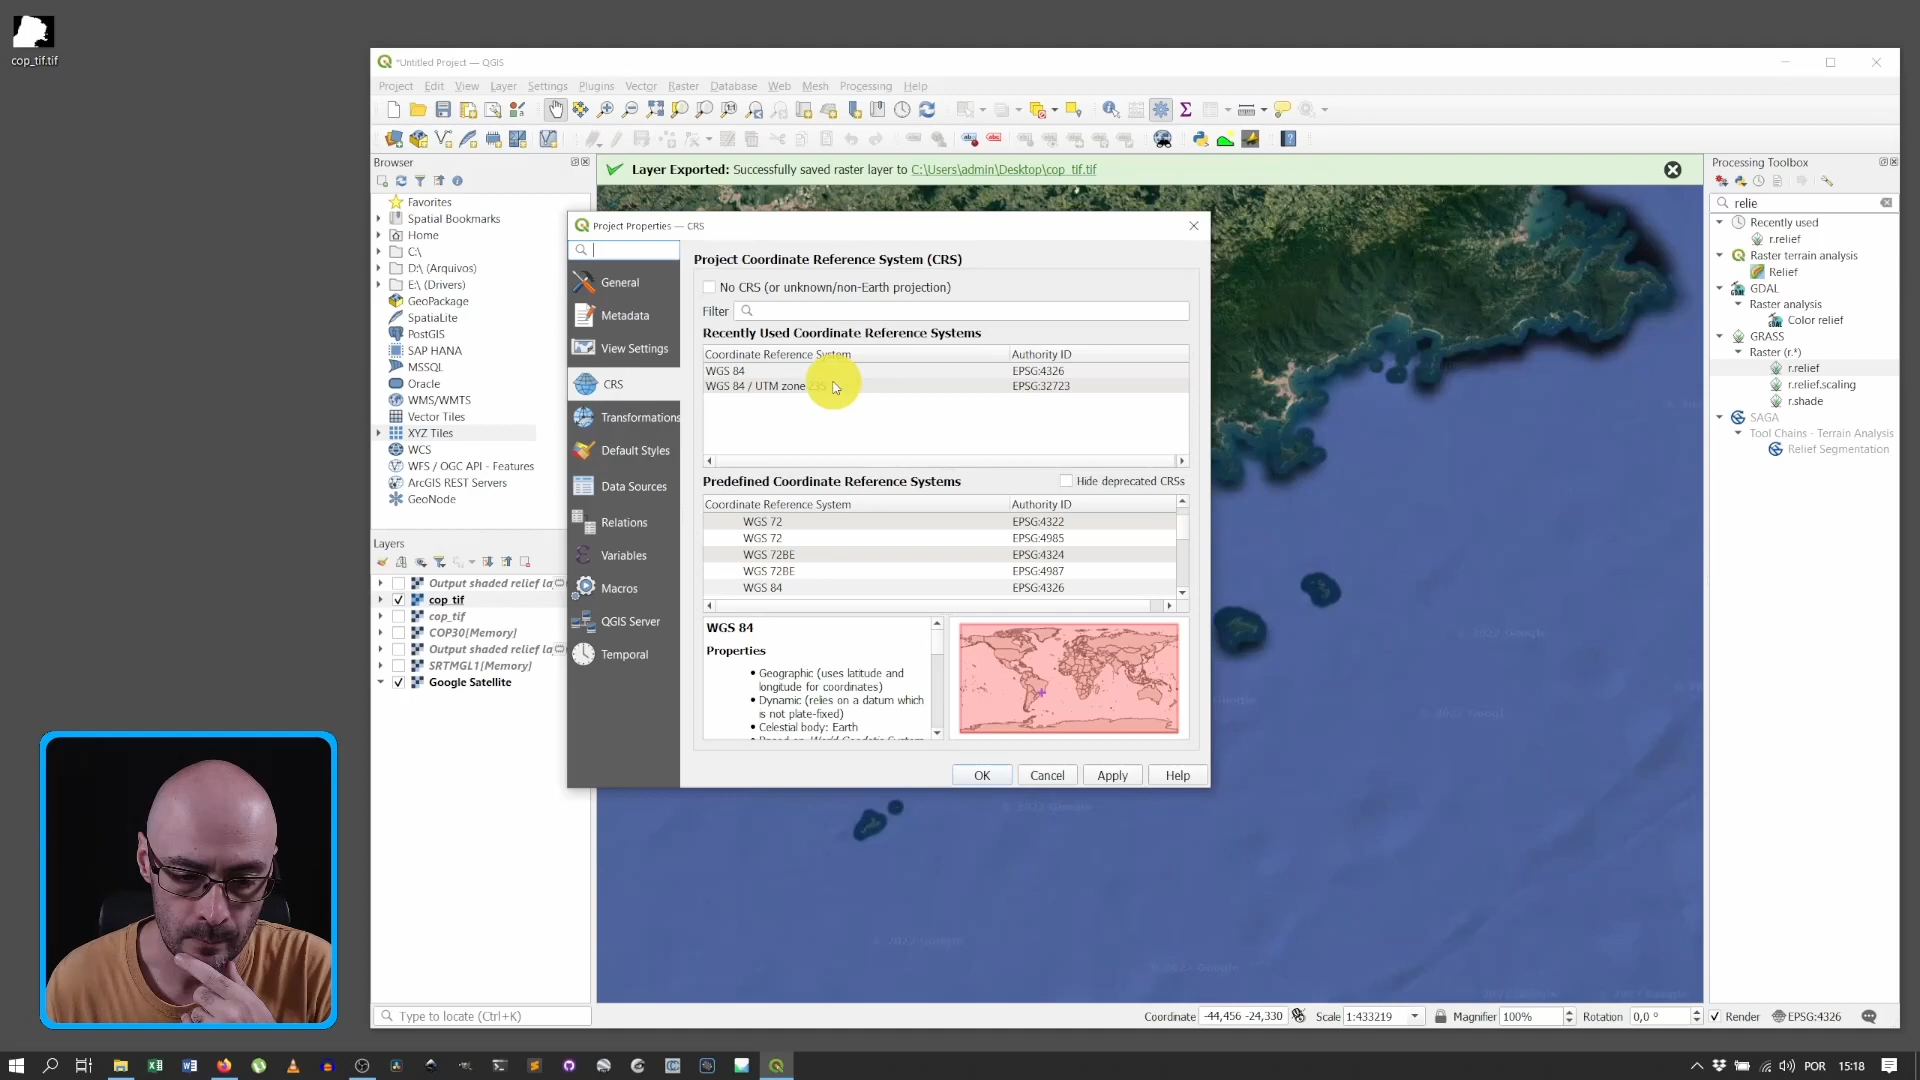 cop_tif.tif
*Untitled Project — QGIS
Project Edit View Layer Settings Plugins Vector Raster Database Web Mesh Processing Help
Browser
Favorites
Spatial Bookmarks
Home
C:\
D:\ (Arquivos)
E:\ (Drivers)
GeoPackage
SpatiaLite
PostGIS
SAP HANA
MSSQL
Oracle
WMS/WMTS
Vector Tiles
XYZ Tiles
WCS
WFS / OGC API - Features
ArcGIS REST Servers
GeoNode
Layers
Output shaded relief la
cop_tif
cop_tif
COP30[Memory]
Output shaded relief la
SRTMGL1[Memory]
Google Satellite
Layer Exported: Successfully saved raster layer to C:\Users\admin\Desktop\cop_tif.tif
Project Properties — CRS
General
Metadata
View Settings
CRS
Transformations
Default Styles
Data Sources
Relations
Variables
Macros
QGIS Server
Temporal
Project Coordinate Reference System (CRS)
No CRS (or unknown/non-Earth projection)
Filter
Recently Used Coordinate Reference Systems
Coordinate Reference System Authority ID
WGS 84 EPSG:4326
WGS 84 / UTM zone 23S EPSG:32723
Predefined Coordinate Reference Systems Hide deprecated CRSs
Coordinate Reference System Authority ID
WGS 72 EPSG:4322
WGS 72 EPSG:4985
WGS 72BE EPSG:4324
WGS 72BE EPSG:4987
WGS 84 EPSG:4326
WGS 84
Properties
• Geographic (uses latitude and
longitude for coordinates)
• Dynamic (relies on a datum which
is not plate-fixed)
• Celestial body: Earth
OK Cancel Apply Help
Processing Toolbox
relie
Recently used
r.relief
Raster terrain analysis
Relief
GDAL
Raster analysis
Color relief
GRASS
Raster (r.*)
r.relief
r.relief.scaling
r.shade
SAGA
Tool Chains - Terrain Analysis
Relief Segmentation
Type to locate (Ctrl+K)
Coordinate -44,456 -24,330 Scale 1:433219 Magnifier 100% Rotation 0,0 ° Render EPSG:4326
POR 15:18